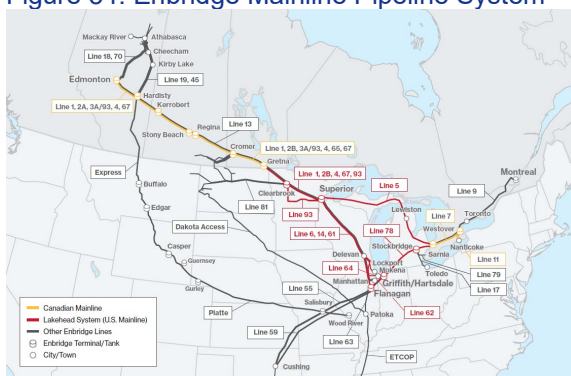 Figure 31: Enbridge Mainline Pipeline System
Mackay River
Athabasca
Cheecham
Line 18, 70
Kirby Lake
Edmonton
Line 19, 45
Hardisty
Line 1, 2A, 3A/93, 4, 67
Kerrobert
Regina
Line 13
Stony Beach
Cromer
Line 1, 2B, 3A/93, 4, 65, 67
Gretna
Express
Line 1, 2B, 4, 67, 93
Montreal
Clearbrook
Superior
Line 5
Line 9
Buffalo
Line 81
Line 93
Lewiston
Line 7
Toronto
Edgar
Dakota Access
Line 6, 14, 61
Line 78
Westover
Stockbridge
Nanticoke
Casper
Delevan
Lockport
Sarnia
Line 11
Guernsey
Line 64
Mokena
Toledo
Line 79
Manhattan
Griffith/Hartsdale
Line 17
Gurley
Line 55
Flanagan
Salisbury
Line 62
Platte
Patoka
Wood River
Line 59
Line 63
Cushing
ETCOP
Canadian Mainline
Lakehead System (U.S. Mainline)
Other Enbridge Lines
Enbridge Terminal/Tank
City/Town